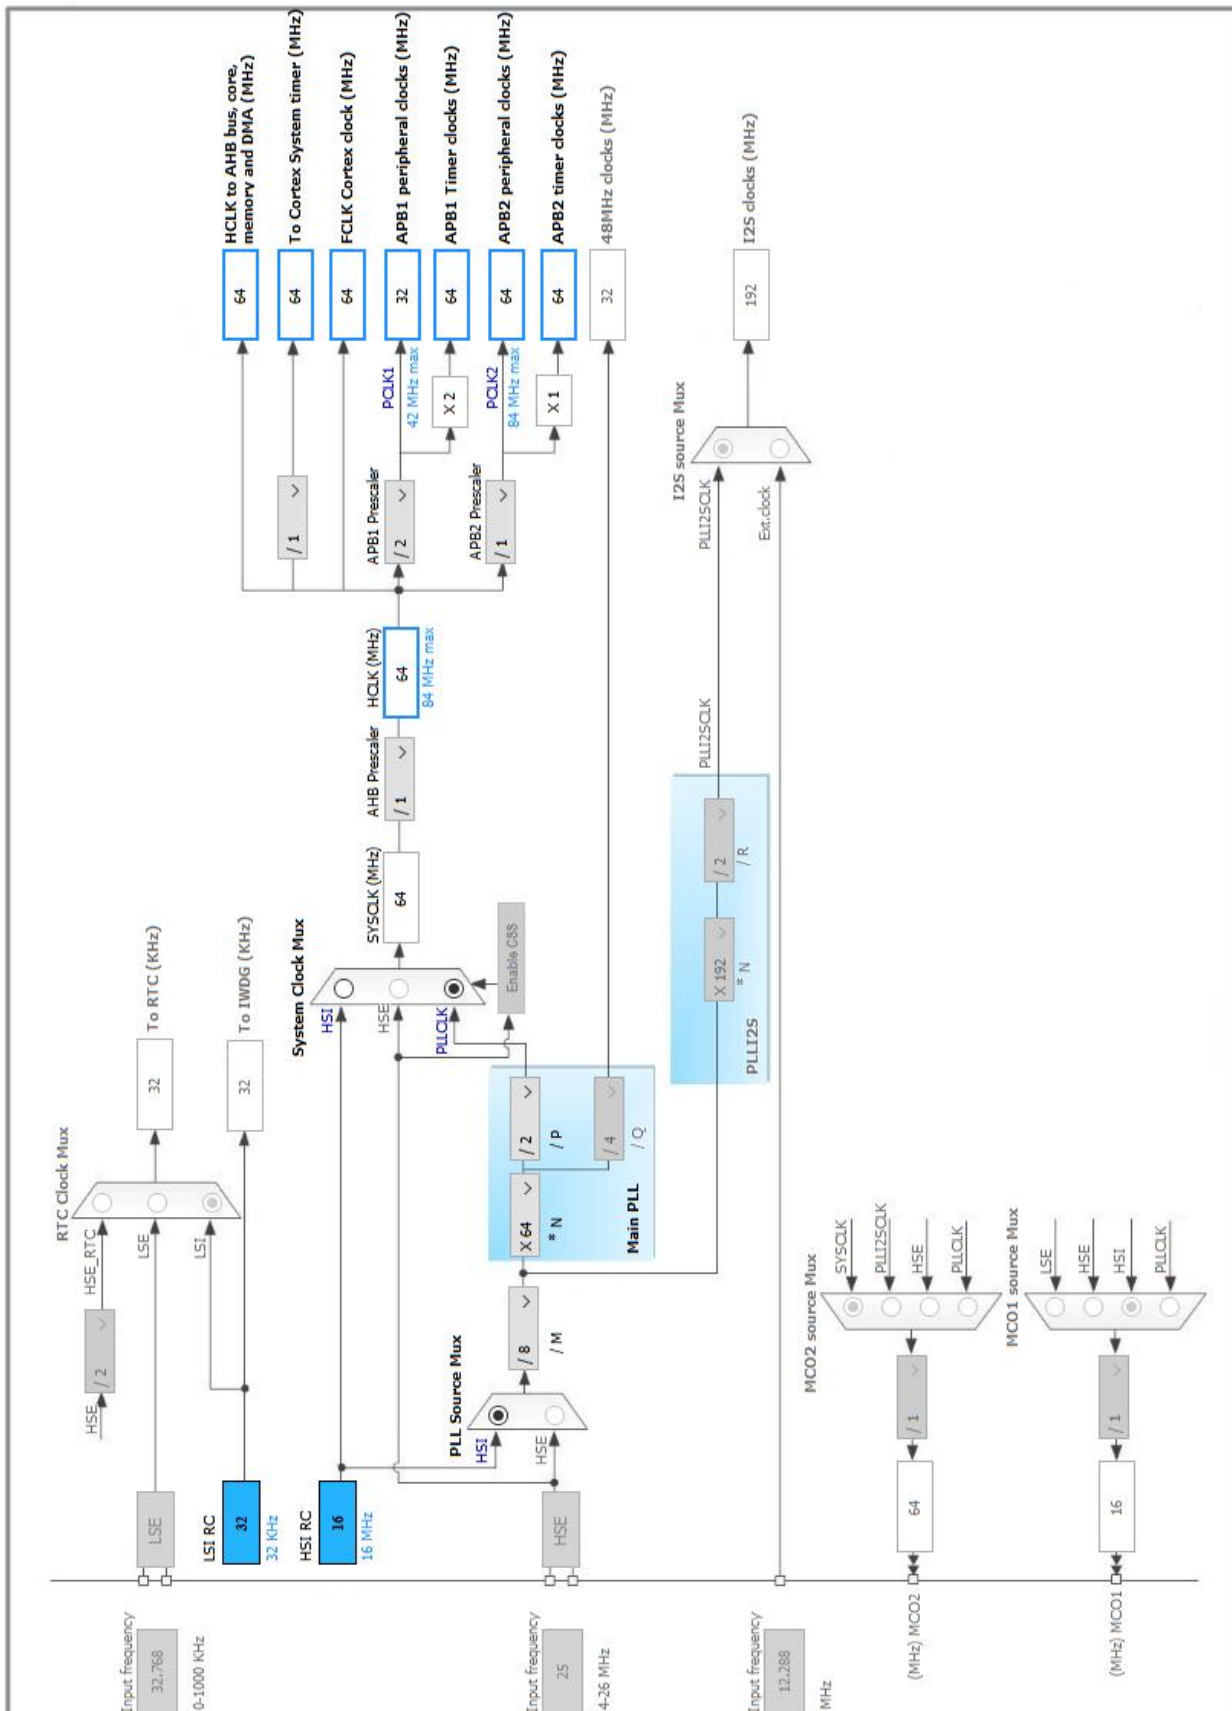 Input frequency
32.768
0-1000 KHz
LSE
HSE
/ 2
HSE_RTC
LSE
LSI
RTC Clock Mux
32
To RTC (KHz)
LSI RC
32
32 KHz
32
To IWDG (KHz)
HSI RC
16
16 MHz
System Clock Mux
HSI
HSE
PLLCLK
Enable CSS
SYSCLK (MHz)
64
AHB Prescaler
/ 1
HCLK (MHz)
64
84 MHz max
64
HCLK to AHB bus, core,
memory and DMA (MHz)
/ 1
64
To Cortex System timer (MHz)
64
FCLK Cortex clock (MHz)
APB1 Prescaler
/ 2
PCLK1
42 MHz max
32
APB1 peripheral clocks (MHz)
X 2
64
APB1 Timer clocks (MHz)
APB2 Prescaler
/ 1
PCLK2
84 MHz max
64
APB2 peripheral clocks (MHz)
X 1
64
APB2 timer clocks (MHz)
32
48MHz clocks (MHz)
Input frequency
25
4-26 MHz
HSE
PLL Source Mux
HSI
HSE
/ 8
/ M
X 64
* N
/ 2
/ P
/ 4
/ Q
Main PLL
X 192
* N
/ 2
/ R
PLLI2S
PLLI2SCLK
I2S source Mux
PLLI2SCLK
Ext.clock
192
I2S clocks (MHz)
Input frequency
12.288
MHz
MCO2 source Mux
SYSCLK
PLLI2SCLK
HSE
PLLCLK
/ 1
64
(MHz) MCO2
MCO1 source Mux
LSE
HSE
HSI
PLLCLK
/ 1
16
(MHz) MCO1